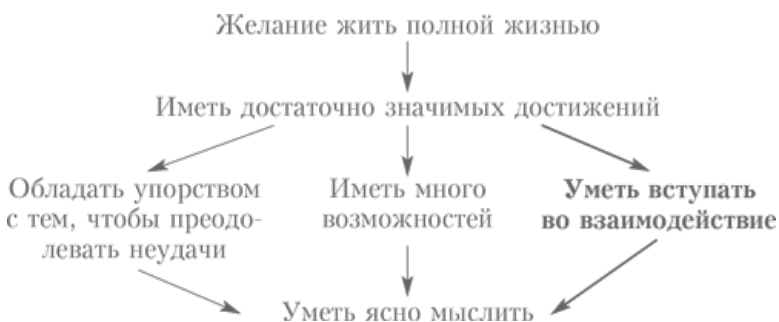 Желание жить полной жизнью
Иметь достаточно значимых достижений
Обладать упорством
с тем, чтобы преодо-
левать неудачи
Иметь много
возможностей
Уметь вступать
во взаимодействие
Уметь ясно мыслить